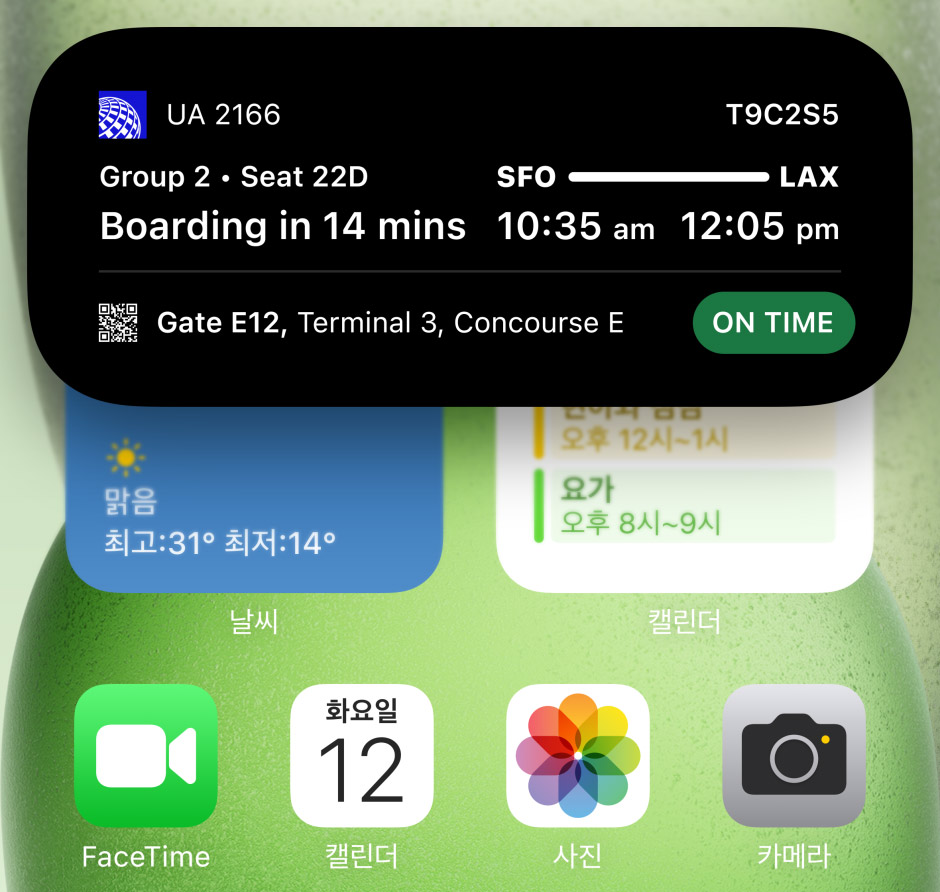 UA 2166
T9C2S5
Group 2 • Seat 22D
SFO LAX
Boarding in 14 mins
10:35 am 12:05 pm
Gate E12, Terminal 3, Concourse E
ON TIME
오후 12시~1시
맑음
최고:31° 최저:14°
요가
오후 8시~9시
날씨
캘린더
화요일
12
FaceTime
캘린더
사진
카메라